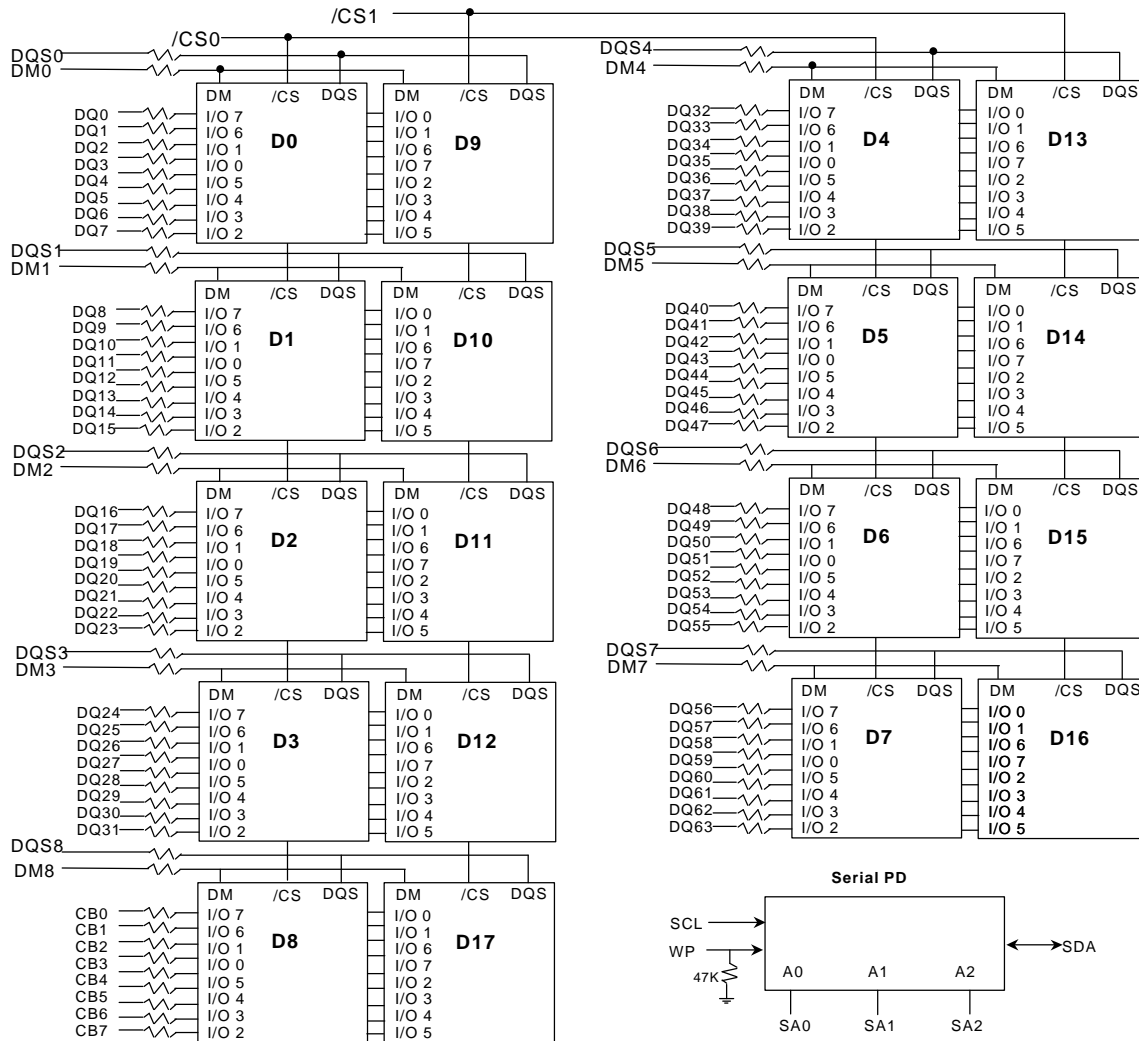 /CS1
/CS0
DQS0
DM0
DM /CS DQS DM /CS DQS
D0 D9
DQ0 I/O 7 I/O 0
DQ1 I/O 6 I/O 1
DQ2 I/O 1 I/O 6
DQ3 I/O 0 I/O 7
DQ4 I/O 5 I/O 2
DQ5 I/O 4 I/O 3
DQ6 I/O 3 I/O 4
DQ7 I/O 2 I/O 5
DQS1
DM1
DM /CS DQS DM /CS DQS
D1 D10
DQ8 I/O 7 I/O 0
DQ9 I/O 6 I/O 1
DQ10 I/O 1 I/O 6
DQ11 I/O 0 I/O 7
DQ12 I/O 5 I/O 2
DQ13 I/O 4 I/O 3
DQ14 I/O 3 I/O 4
DQ15 I/O 2 I/O 5
DQS2
DM2
DM /CS DQS DM /CS DQS
D2 D11
DQ16 I/O 7 I/O 0
DQ17 I/O 6 I/O 1
DQ18 I/O 1 I/O 6
DQ19 I/O 0 I/O 7
DQ20 I/O 5 I/O 2
DQ21 I/O 4 I/O 3
DQ22 I/O 3 I/O 4
DQ23 I/O 2 I/O 5
DQS3
DM3
DM /CS DQS DM /CS DQS
D3 D12
DQ24 I/O 7 I/O 0
DQ25 I/O 6 I/O 1
DQ26 I/O 1 I/O 6
DQ27 I/O 0 I/O 7
DQ28 I/O 5 I/O 2
DQ29 I/O 4 I/O 3
DQ30 I/O 3 I/O 4
DQ31 I/O 2 I/O 5
DQS8
DM8
DM /CS DQS DM /CS DQS
D8 D17
CB0 I/O 7 I/O 0
CB1 I/O 6 I/O 1
CB2 I/O 1 I/O 6
CB3 I/O 0 I/O 7
CB4 I/O 5 I/O 2
CB5 I/O 4 I/O 3
CB6 I/O 3 I/O 4
CB7 I/O 2 I/O 5
DQS4
DM4
DM /CS DQS DM /CS DQS
D4 D13
DQ32 I/O 7 I/O 0
DQ33 I/O 6 I/O 1
DQ34 I/O 1 I/O 6
DQ35 I/O 0 I/O 7
DQ36 I/O 5 I/O 2
DQ37 I/O 4 I/O 3
DQ38 I/O 3 I/O 4
DQ39 I/O 2 I/O 5
DQS5
DM5
DM /CS DQS DM /CS DQS
D5 D14
DQ40 I/O 7 I/O 0
DQ41 I/O 6 I/O 1
DQ42 I/O 1 I/O 6
DQ43 I/O 0 I/O 7
DQ44 I/O 5 I/O 2
DQ45 I/O 4 I/O 3
DQ46 I/O 3 I/O 4
DQ47 I/O 2 I/O 5
DQS6
DM6
DM /CS DQS DM /CS DQS
D6 D15
DQ48 I/O 7 I/O 0
DQ49 I/O 6 I/O 1
DQ50 I/O 1 I/O 6
DQ51 I/O 0 I/O 7
DQ52 I/O 5 I/O 2
DQ53 I/O 4 I/O 3
DQ54 I/O 3 I/O 4
DQ55 I/O 2 I/O 5
DQS7
DM7
DM /CS DQS DM /CS DQS
D7 D16
DQ56 I/O 7 I/O 0
DQ57 I/O 6 I/O 1
DQ58 I/O 1 I/O 6
DQ59 I/O 0 I/O 7
DQ60 I/O 5 I/O 2
DQ61 I/O 4 I/O 3
DQ62 I/O 3 I/O 4
DQ63 I/O 2 I/O 5
Serial PD
SCL
WP SDA
47K
A0 A1 A2
SA0 SA1 SA2